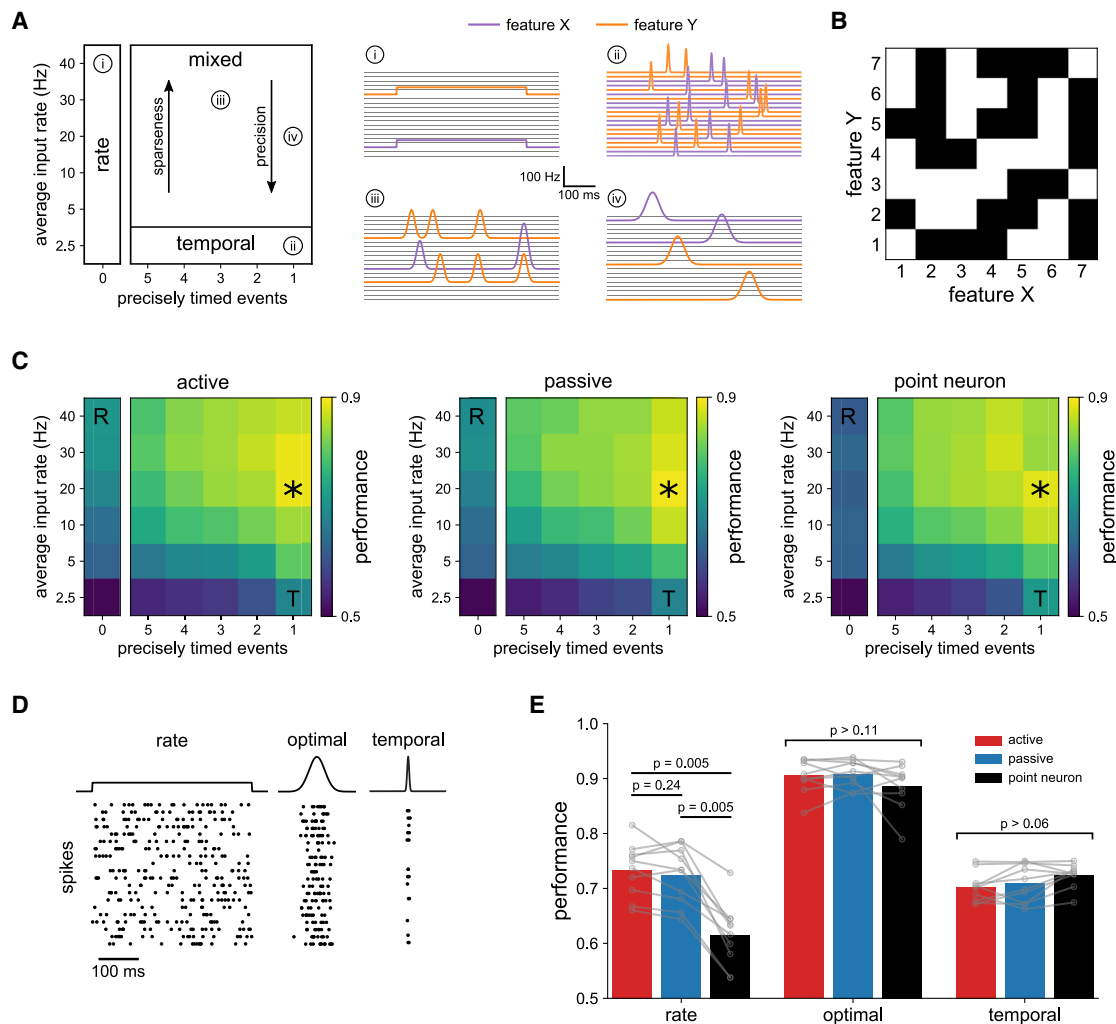 A
feature X
feature Y
B
average input rate (Hz)
40
30
20
10
5
2.5
rate
i
mixed
sparseness
precision
iii
iv
temporal
ii
0
5
4
3
2
1
precisely timed events
i
ii
100 Hz
100 ms
iii
iv
feature Y
7
6
5
4
3
2
1
1
2
3
4
5
6
7
feature X
C
active
average input rate (Hz)
40
30
20
10
5
2.5
R
*
T
0
5
4
3
2
1
precisely timed events
0.9
0.5
performance
passive
average input rate (Hz)
40
30
20
10
5
2.5
R
*
T
0
5
4
3
2
1
precisely timed events
0.9
0.5
performance
point neuron
average input rate (Hz)
40
30
20
10
5
2.5
R
*
T
0
5
4
3
2
1
precisely timed events
0.9
0.5
performance
D
rate
optimal
temporal
spikes
100 ms
E
performance
1.0
0.9
0.8
0.7
0.6
0.5
p = 0.005
p = 0.24
p = 0.005
p > 0.11
p > 0.06
active
passive
point neuron
rate
optimal
temporal